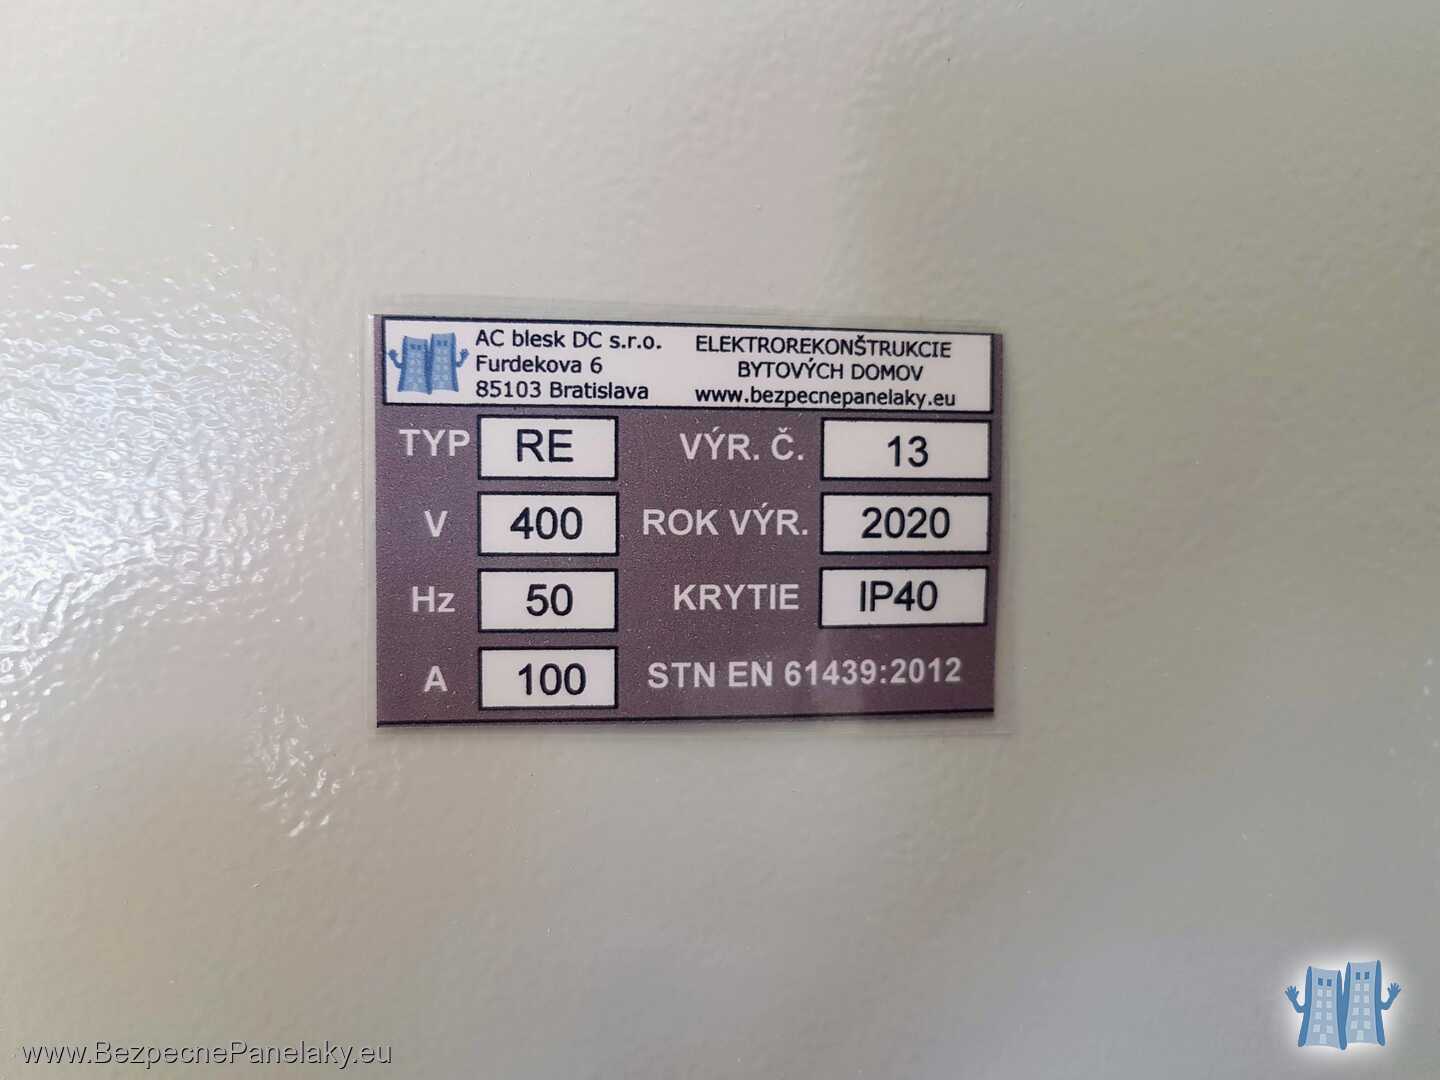 AC blesk DC s.r.o.
Furdekova 6
85103 Bratislava
ELEKTROREKONŠTRUKCIE
BYTOVÝCH DOMOV
www.bezpecnepanelaky.eu
TYP RE VÝR. Č. 13
V 400 ROK VÝR. 2020
Hz 50 KRYTIE IP40
A 100 STN EN 61439:2012
www.BezpecnePanelaky.eu